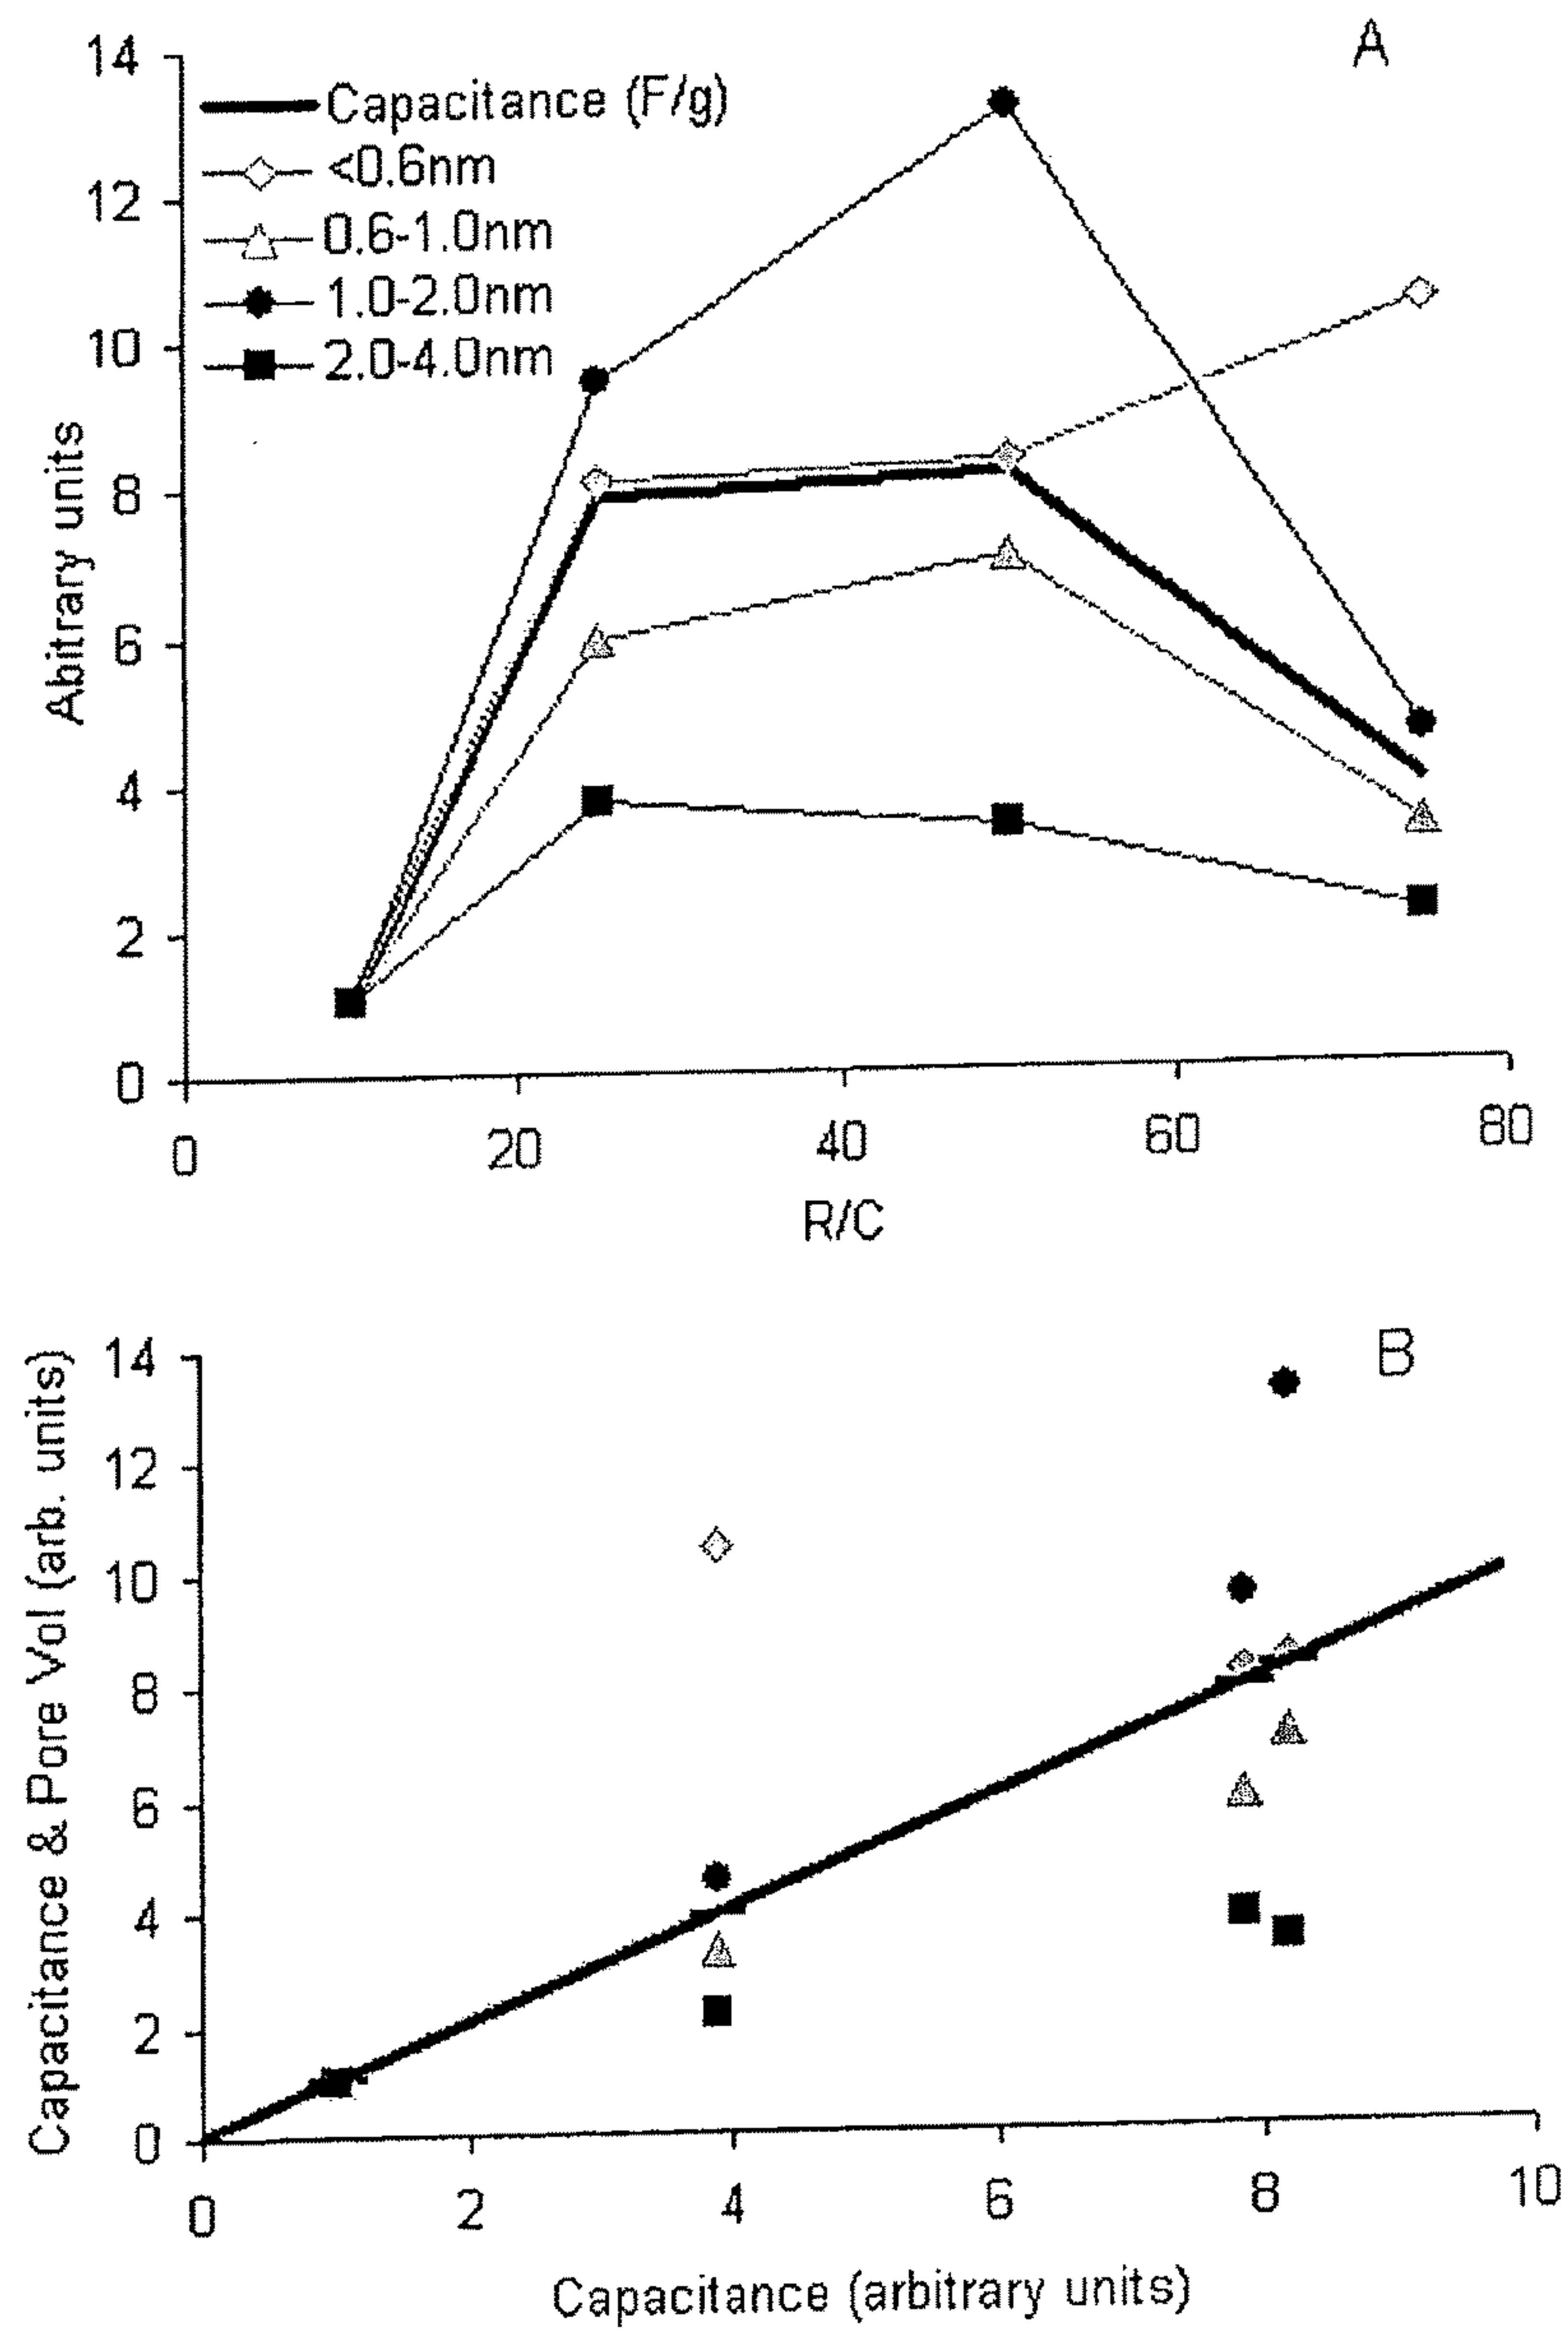 A
14
Capacitance (F/g)
<0.6nm
12
0.6-1.0nm
1.0-2.0nm
10
2.0-4.0nm
Abitrary units
8
6
4
2
0
0 20 40 60 80
R/C
B
14
Capacitance & Pore Vol (arb. units)
12
10
8
6
4
2
0
0 2 4 6 8 10
Capacitance (arbitrary units)